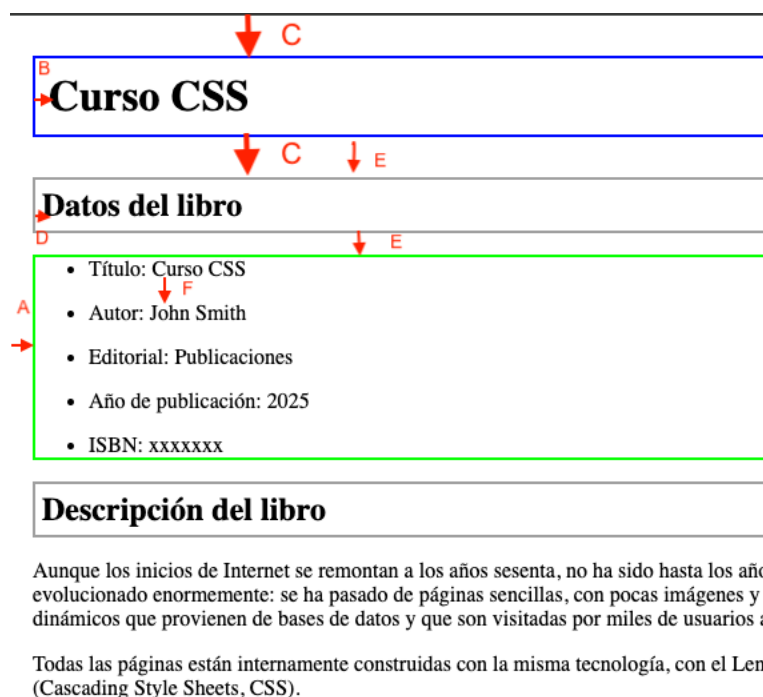 C
B
Curso CSS
C
E
Datos del libro
D
E
• Título: Curso CSS
F
A
• Autor: John Smith
• Editorial: Publicaciones
• Año de publicación: 2025
• ISBN: xxxxxxx
Descripción del libro
Aunque los inicios de Internet se remontan a los años sesenta, no ha sido hasta los año
evolucionado enormemente: se ha pasado de páginas sencillas, con pocas imágenes y
dinámicos que provienen de bases de datos y que son visitadas por miles de usuarios a
Todas las páginas están internamente construidas con la misma tecnología, con el Len
(Cascading Style Sheets, CSS).